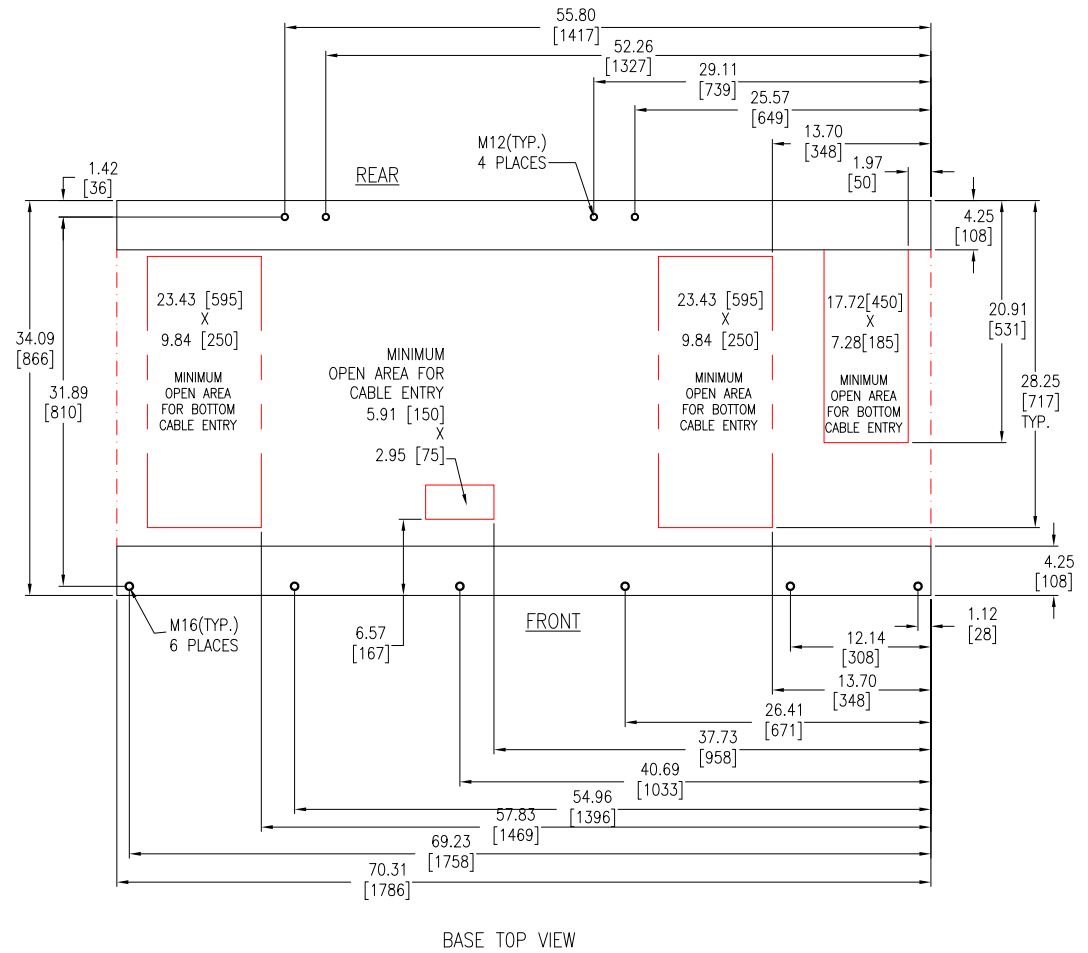 55.80
[1417]
52.26
[1327]
29.11
[739]
25.57
[649]
13.70
[348]
1.97
[50]
M12(TYP.)
4 PLACES
1.42
[36]
REAR
4.25
[108]
23.43 [595]
X
9.84 [250]
MINIMUM
OPEN AREA
FOR BOTTOM
CABLE ENTRY
MINIMUM
OPEN AREA FOR
CABLE ENTRY
5.91 [150]
X
2.95 [75]
23.43 [595]
X
9.84 [250]
MINIMUM
OPEN AREA
FOR BOTTOM
CABLE ENTRY
17.72[450]
X
7.28[185]
MINIMUM
OPEN AREA
FOR BOTTOM
CABLE ENTRY
20.91
[531]
28.25
[717]
TYP.
34.09
[866]
31.89
[810]
4.25
[108]
M16(TYP.)
6 PLACES
6.57
[167]
FRONT
1.12
[28]
12.14
[308]
13.70
[348]
26.41
[671]
37.73
[958]
40.69
[1033]
54.96
[1396]
57.83
[1469]
69.23
[1758]
70.31
[1786]
BASE TOP VIEW